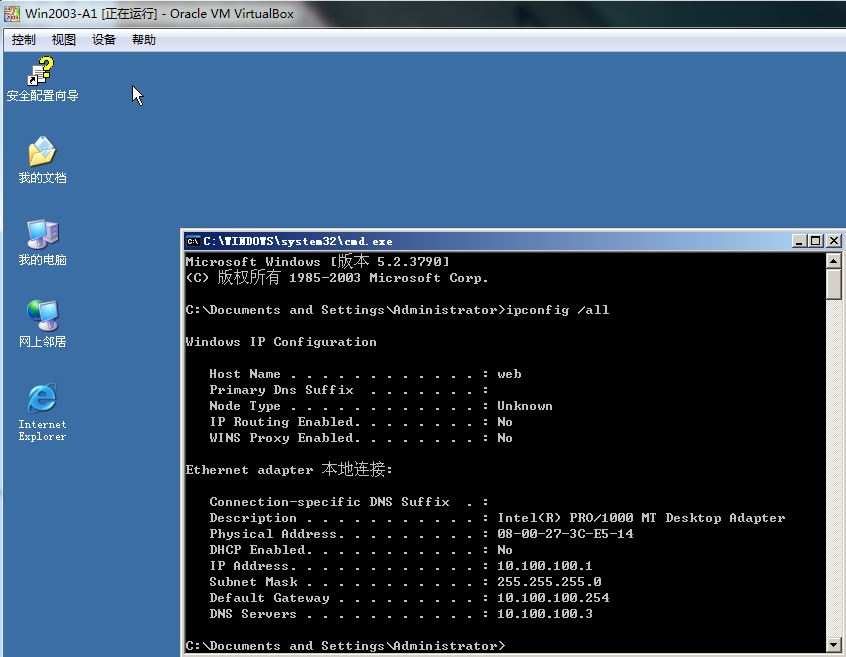 Win2003-A1 [正在运行] - Oracle VM VirtualBox
控制 视图 设备 帮助
安全配置向导
我的文档
我的电脑
网上邻居
Internet
Explorer
C:\WINDOWS\system32\cmd.exe
Microsoft Windows [版本 5.2.3790]
(C) 版权所有 1985-2003 Microsoft Corp.
C:\Documents and Settings\Administrator>ipconfig /all
Windows IP Configuration
Host Name . . . . . . . . . . . . : web
Primary Dns Suffix . . . . . . . :
Node Type . . . . . . . . . . . . : Unknown
IP Routing Enabled. . . . . . . . : No
WINS Proxy Enabled. . . . . . . . : No
Ethernet adapter 本地连接:
Connection-specific DNS Suffix . :
Description . . . . . . . . . . . : Intel(R) PRO/1000 MT Desktop Adapter
Physical Address. . . . . . . . . : 08-00-27-3C-E5-14
DHCP Enabled. . . . . . . . . . . : No
IP Address. . . . . . . . . . . . : 10.100.100.1
Subnet Mask . . . . . . . . . . . : 255.255.255.0
Default Gateway . . . . . . . . . : 10.100.100.254
DNS Servers . . . . . . . . . . . : 10.100.100.3
C:\Documents and Settings\Administrator>